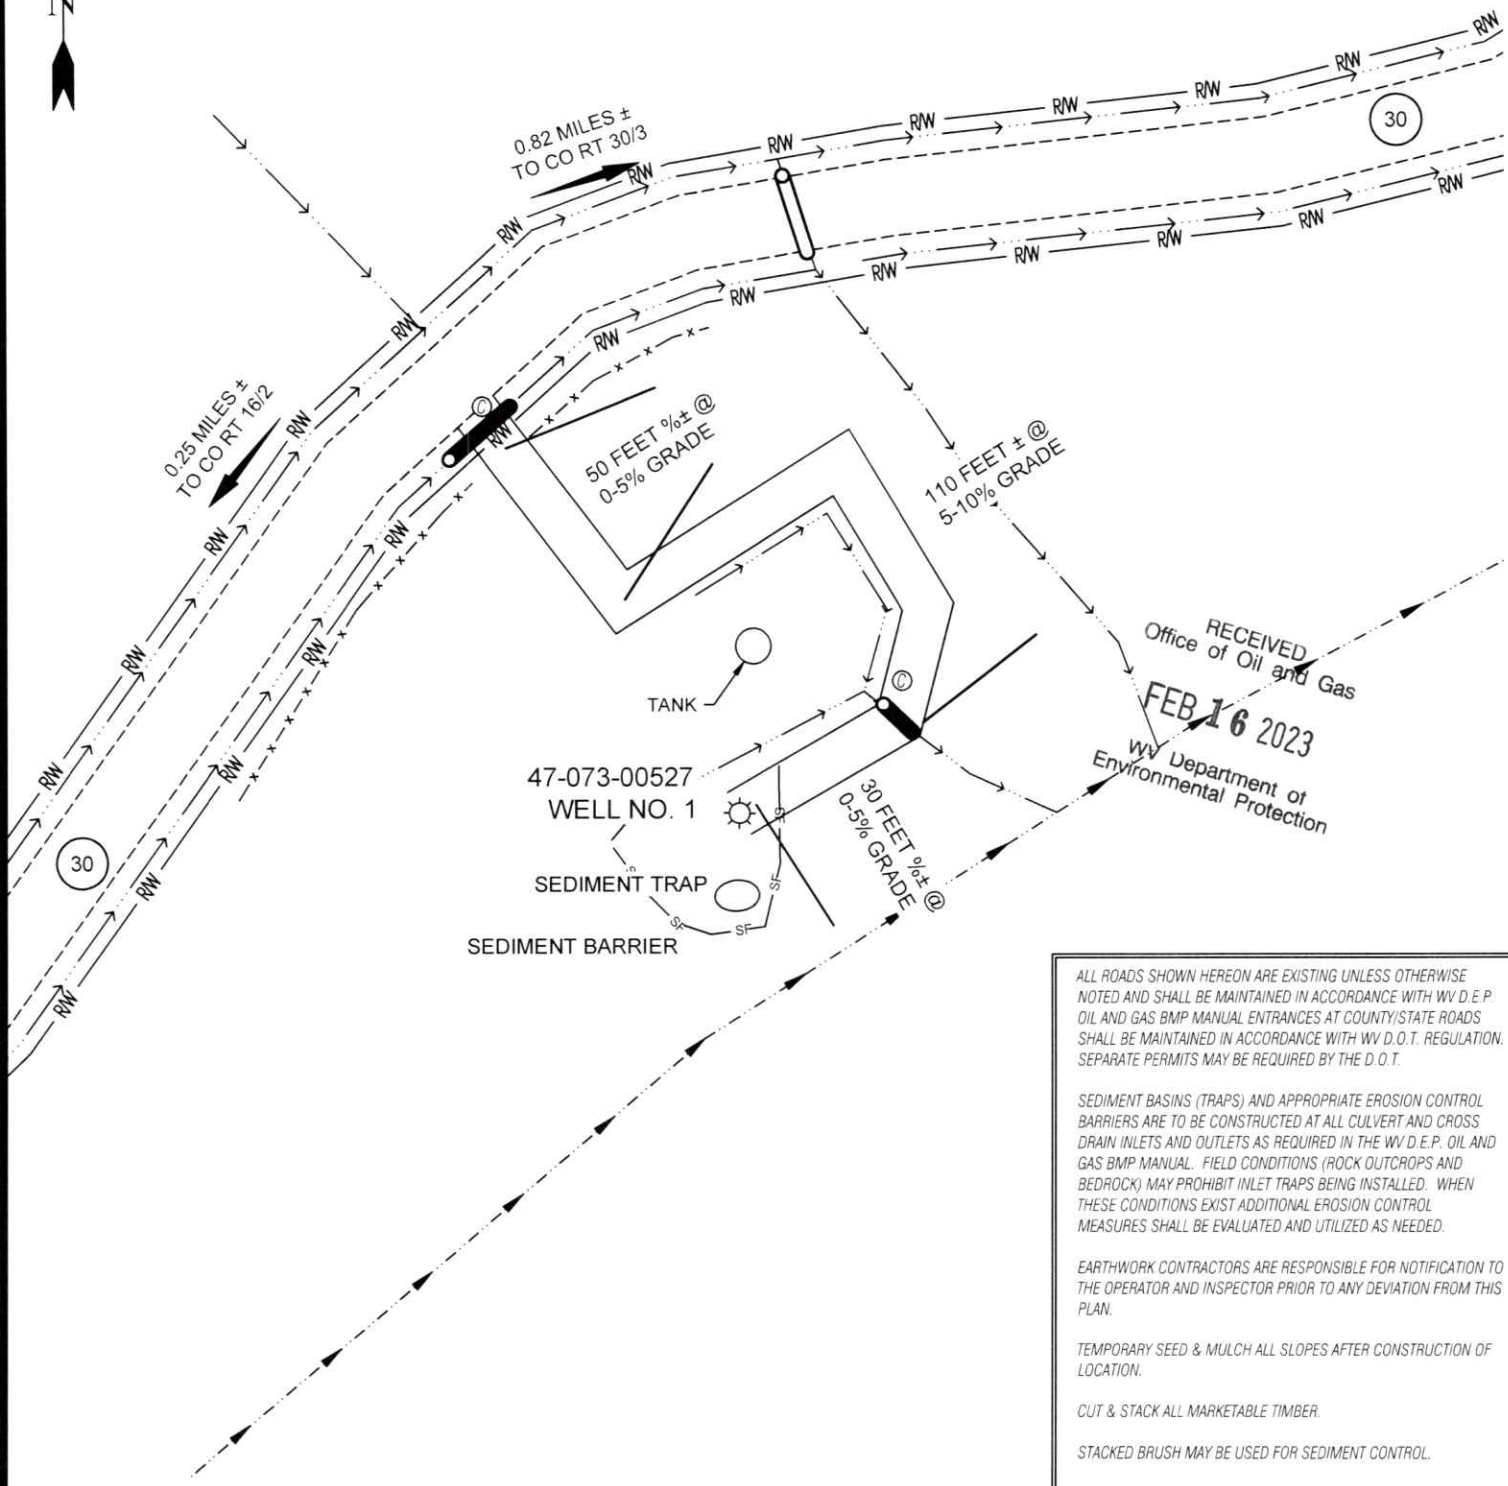 N
0.82 MILES ±
TO CO RT 30/3
R/W
R/W
R/W
R/W
R/W
R/W
R/W
R/W
30
R/W
R/W
R/W
R/W
R/W
R/W
R/W
R/W
0.25 MILES ±
TO CO RT 16/2
R/W
©
R/W
50 FEET %± @
0-5% GRADE
110 FEET ± @
5-10% GRADE
R/W
R/W
R/W
R/W
R/W
R/W
R/W
R/W
R/W
30
TANK
©
47-073-00527
WELL NO. 1
30 FEET %± @
0-5% GRADE
SEDIMENT TRAP
SF
SF
SF
SF
SF
SEDIMENT BARRIER
RECEIVED
Office of Oil and Gas
FEB 16 2023
WV Department of
Environmental Protection
ALL ROADS SHOWN HEREON ARE EXISTING UNLESS OTHERWISE
NOTED AND SHALL BE MAINTAINED IN ACCORDANCE WITH WV D.E.P
OIL AND GAS BMP MANUAL ENTRANCES AT COUNTY/STATE ROADS
SHALL BE MAINTAINED IN ACCORDANCE WITH WV D.O.T. REGULATION.
SEPARATE PERMITS MAY BE REQUIRED BY THE D.O.T.
SEDIMENT BASINS (TRAPS) AND APPROPRIATE EROSION CONTROL
BARRIERS ARE TO BE CONSTRUCTED AT ALL CULVERT AND CROSS
DRAIN INLETS AND OUTLETS AS REQUIRED IN THE WV D.E.P. OIL AND
GAS BMP MANUAL. FIELD CONDITIONS (ROCK OUTCROPS AND
BEDROCK) MAY PROHIBIT INLET TRAPS BEING INSTALLED. WHEN
THESE CONDITIONS EXIST ADDITIONAL EROSION CONTROL
MEASURES SHALL BE EVALUATED AND UTILIZED AS NEEDED.
EARTHWORK CONTRACTORS ARE RESPONSIBLE FOR NOTIFICATION TO
THE OPERATOR AND INSPECTOR PRIOR TO ANY DEVIATION FROM THIS
PLAN.
TEMPORARY SEED & MULCH ALL SLOPES AFTER CONSTRUCTION OF
LOCATION.
CUT & STACK ALL MARKETABLE TIMBER.
STACKED BRUSH MAY BE USED FOR SEDIMENT CONTROL.